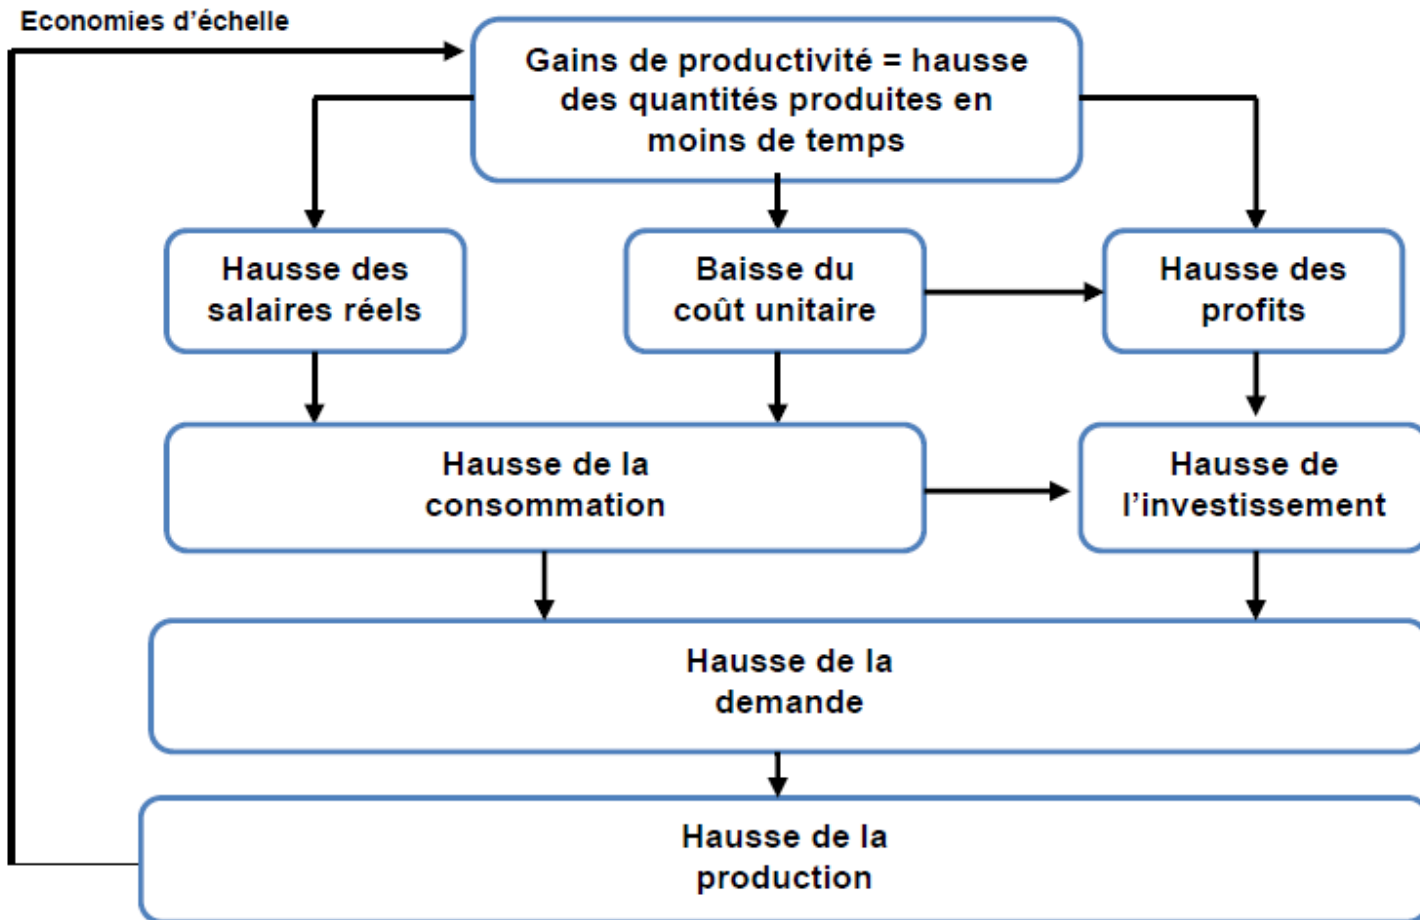 Economies d'échelle
Gains de productivité = hausse
des quantités produites en
moins de temps
Hausse des
salaires réels
Baisse du
coût unitaire
Hausse des
profits
Hausse de la
consommation
Hausse de
l'investissement
Hausse de la
demande
Hausse de la
production